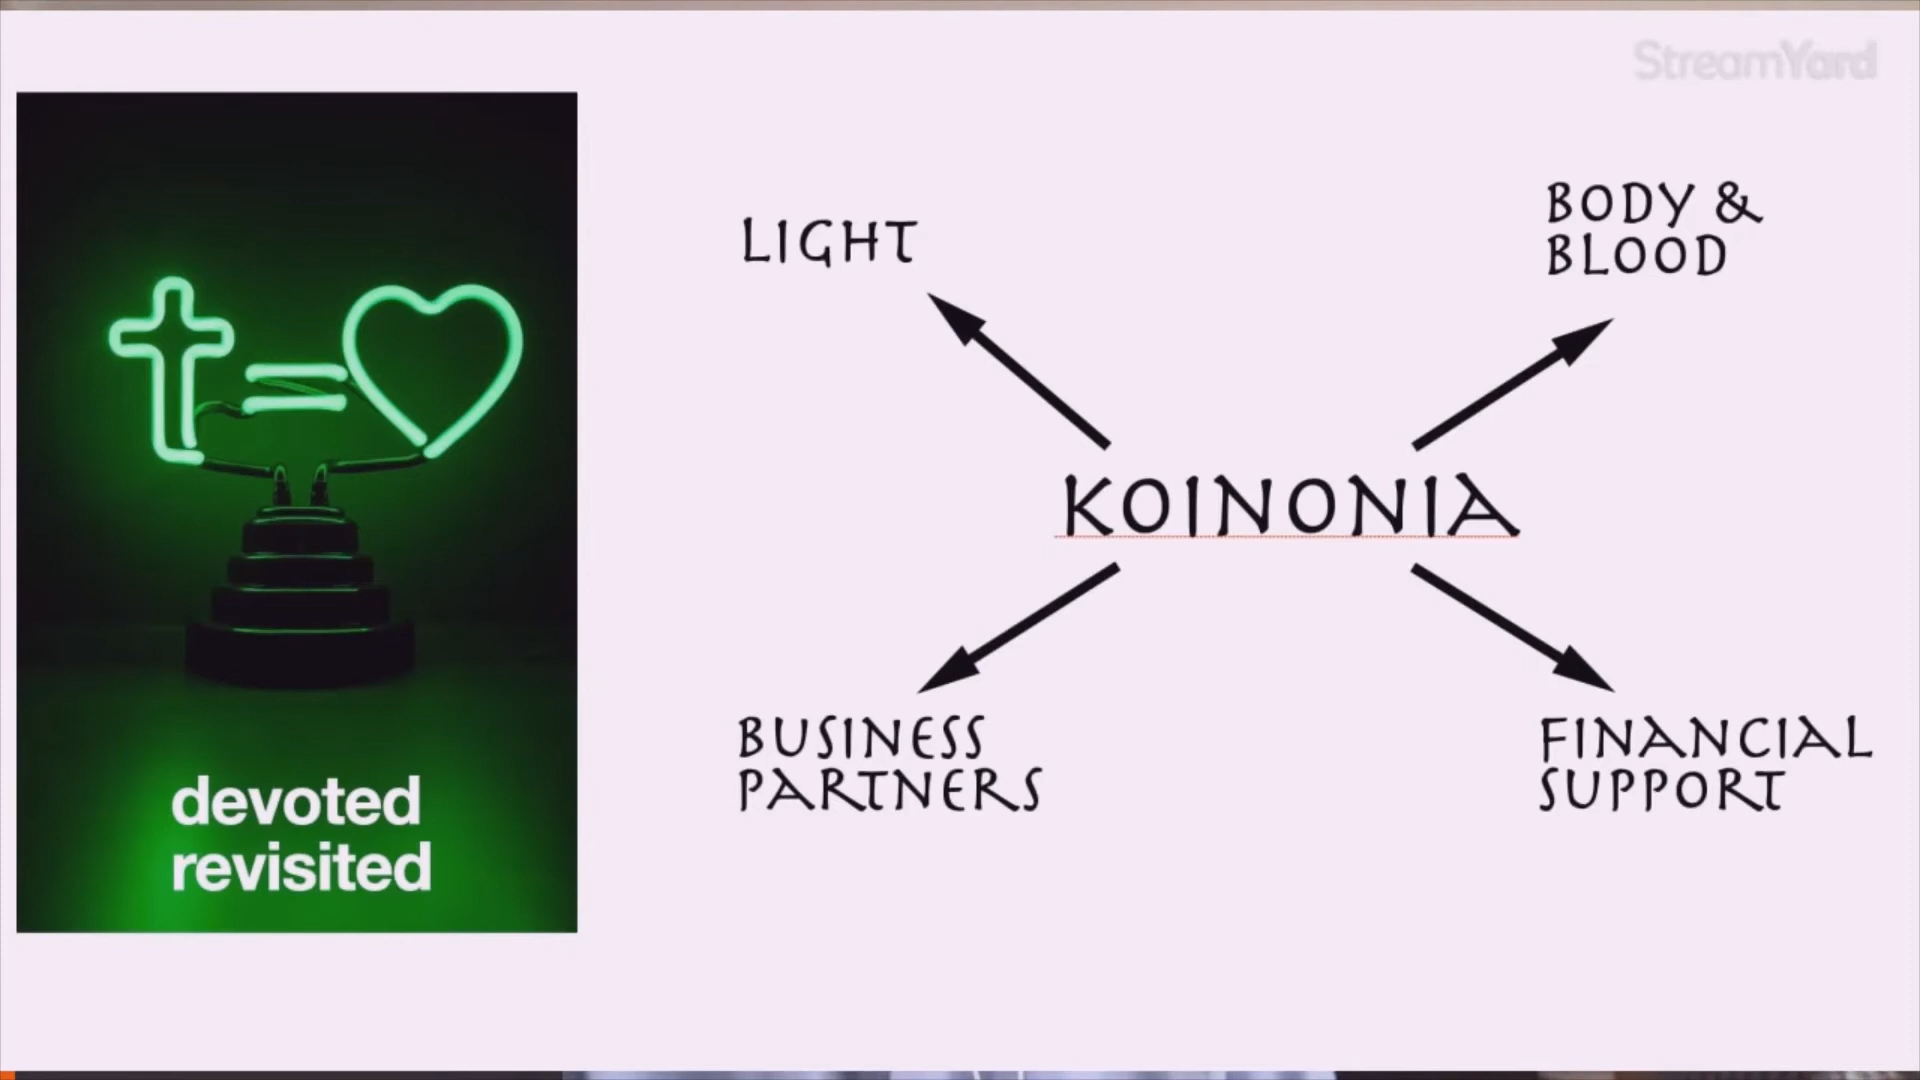 StreamYard
LIGHT
BODY &
BLOOD
KOINONIA
BUSINESS
PARTNERS
FINANCIAL
SUPPORT
devoted
revisited